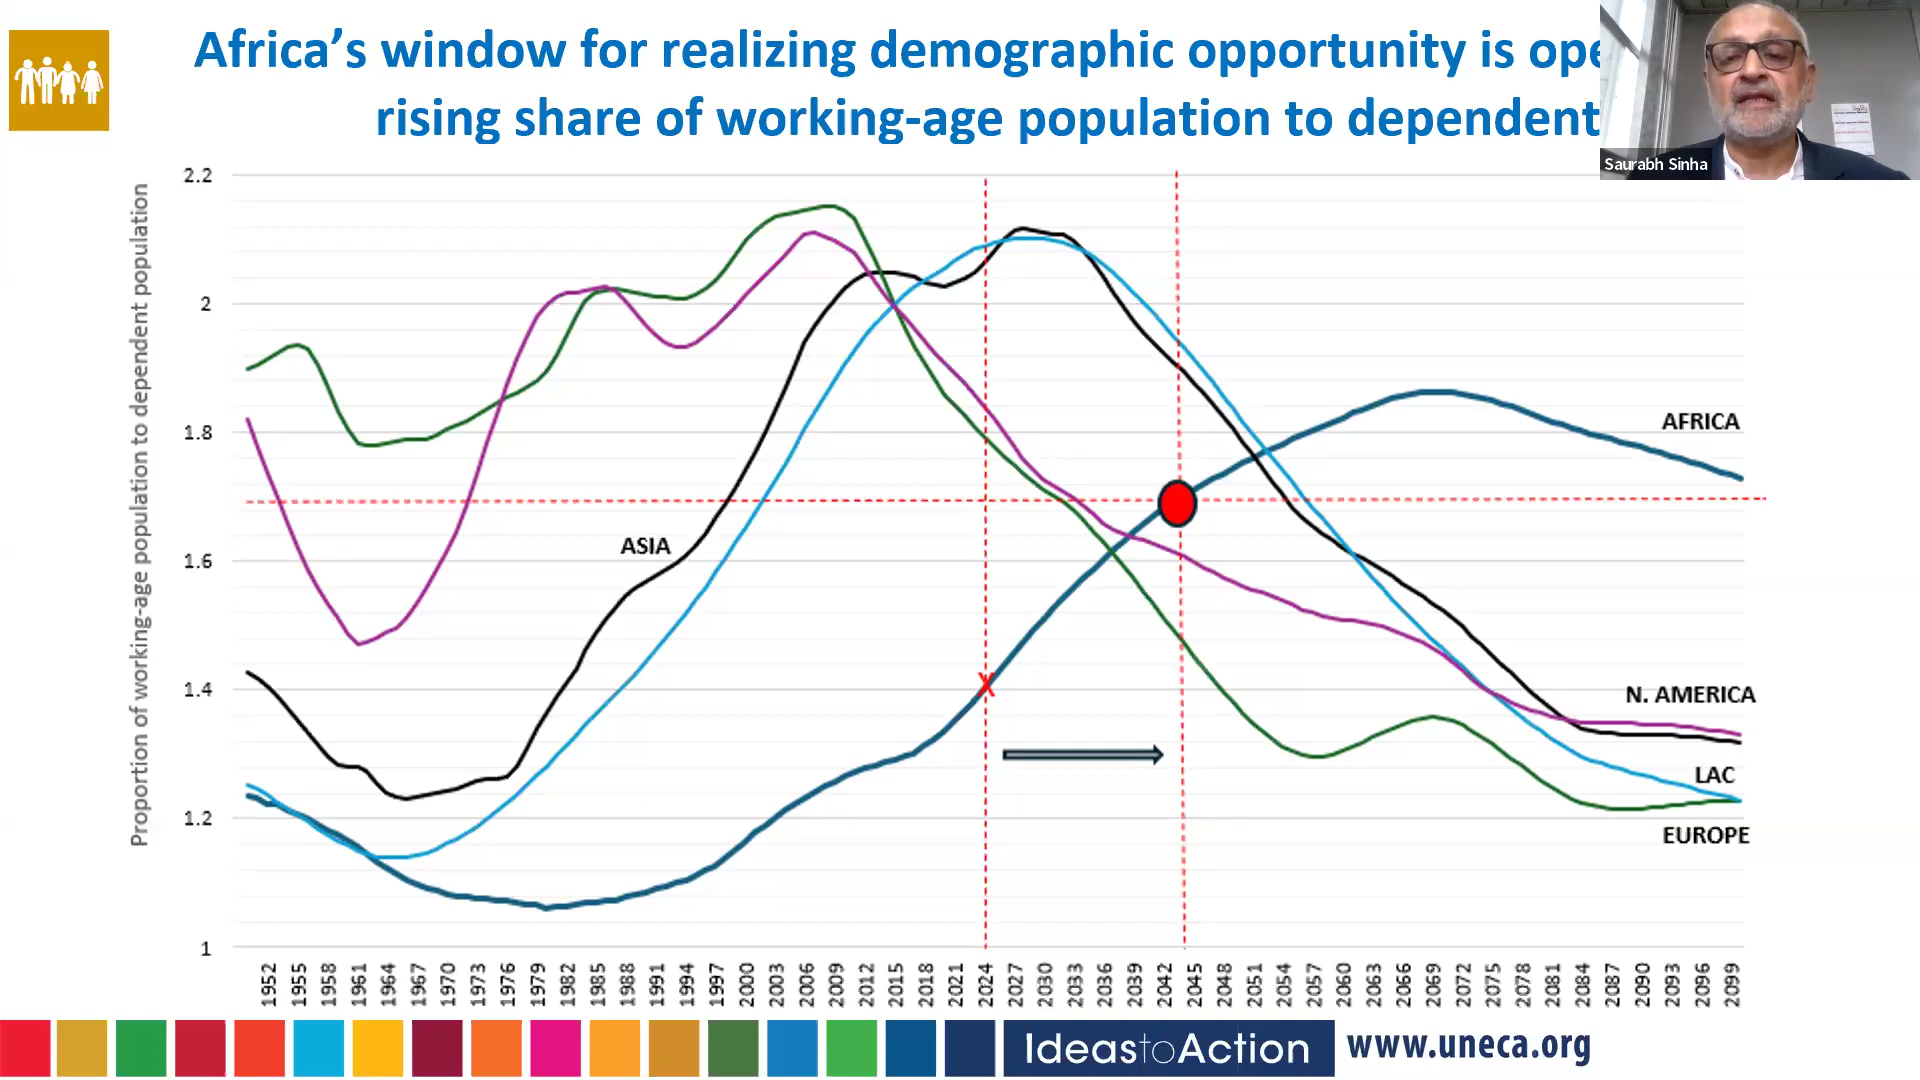 Africa's window for realizing demographic opportunity is
rising share of working-age population to dependent
Saurabh Sinha
Proportion of working-age population to dependent population
2.2
2
1.8
1.6
1.4
1.2
1
ASIA
AFRICA
N. AMERICA
LAC
EUROPE
X
1952 1955 1958 1961 1964 1967 1970 1973 1976 1979 1982 1985 1988 1991 1994 1997 2000 2003 2006 2009 2012 2015 2018 2021 2024 2027 2030 2033 2036 2039 2042 2045 2048 2051 2054 2057 2060 2063 2066 2069 2072 2075 2078 2081 2084 2087 2090 2093 2096 2099
IdeastoAction
www.uneca.org